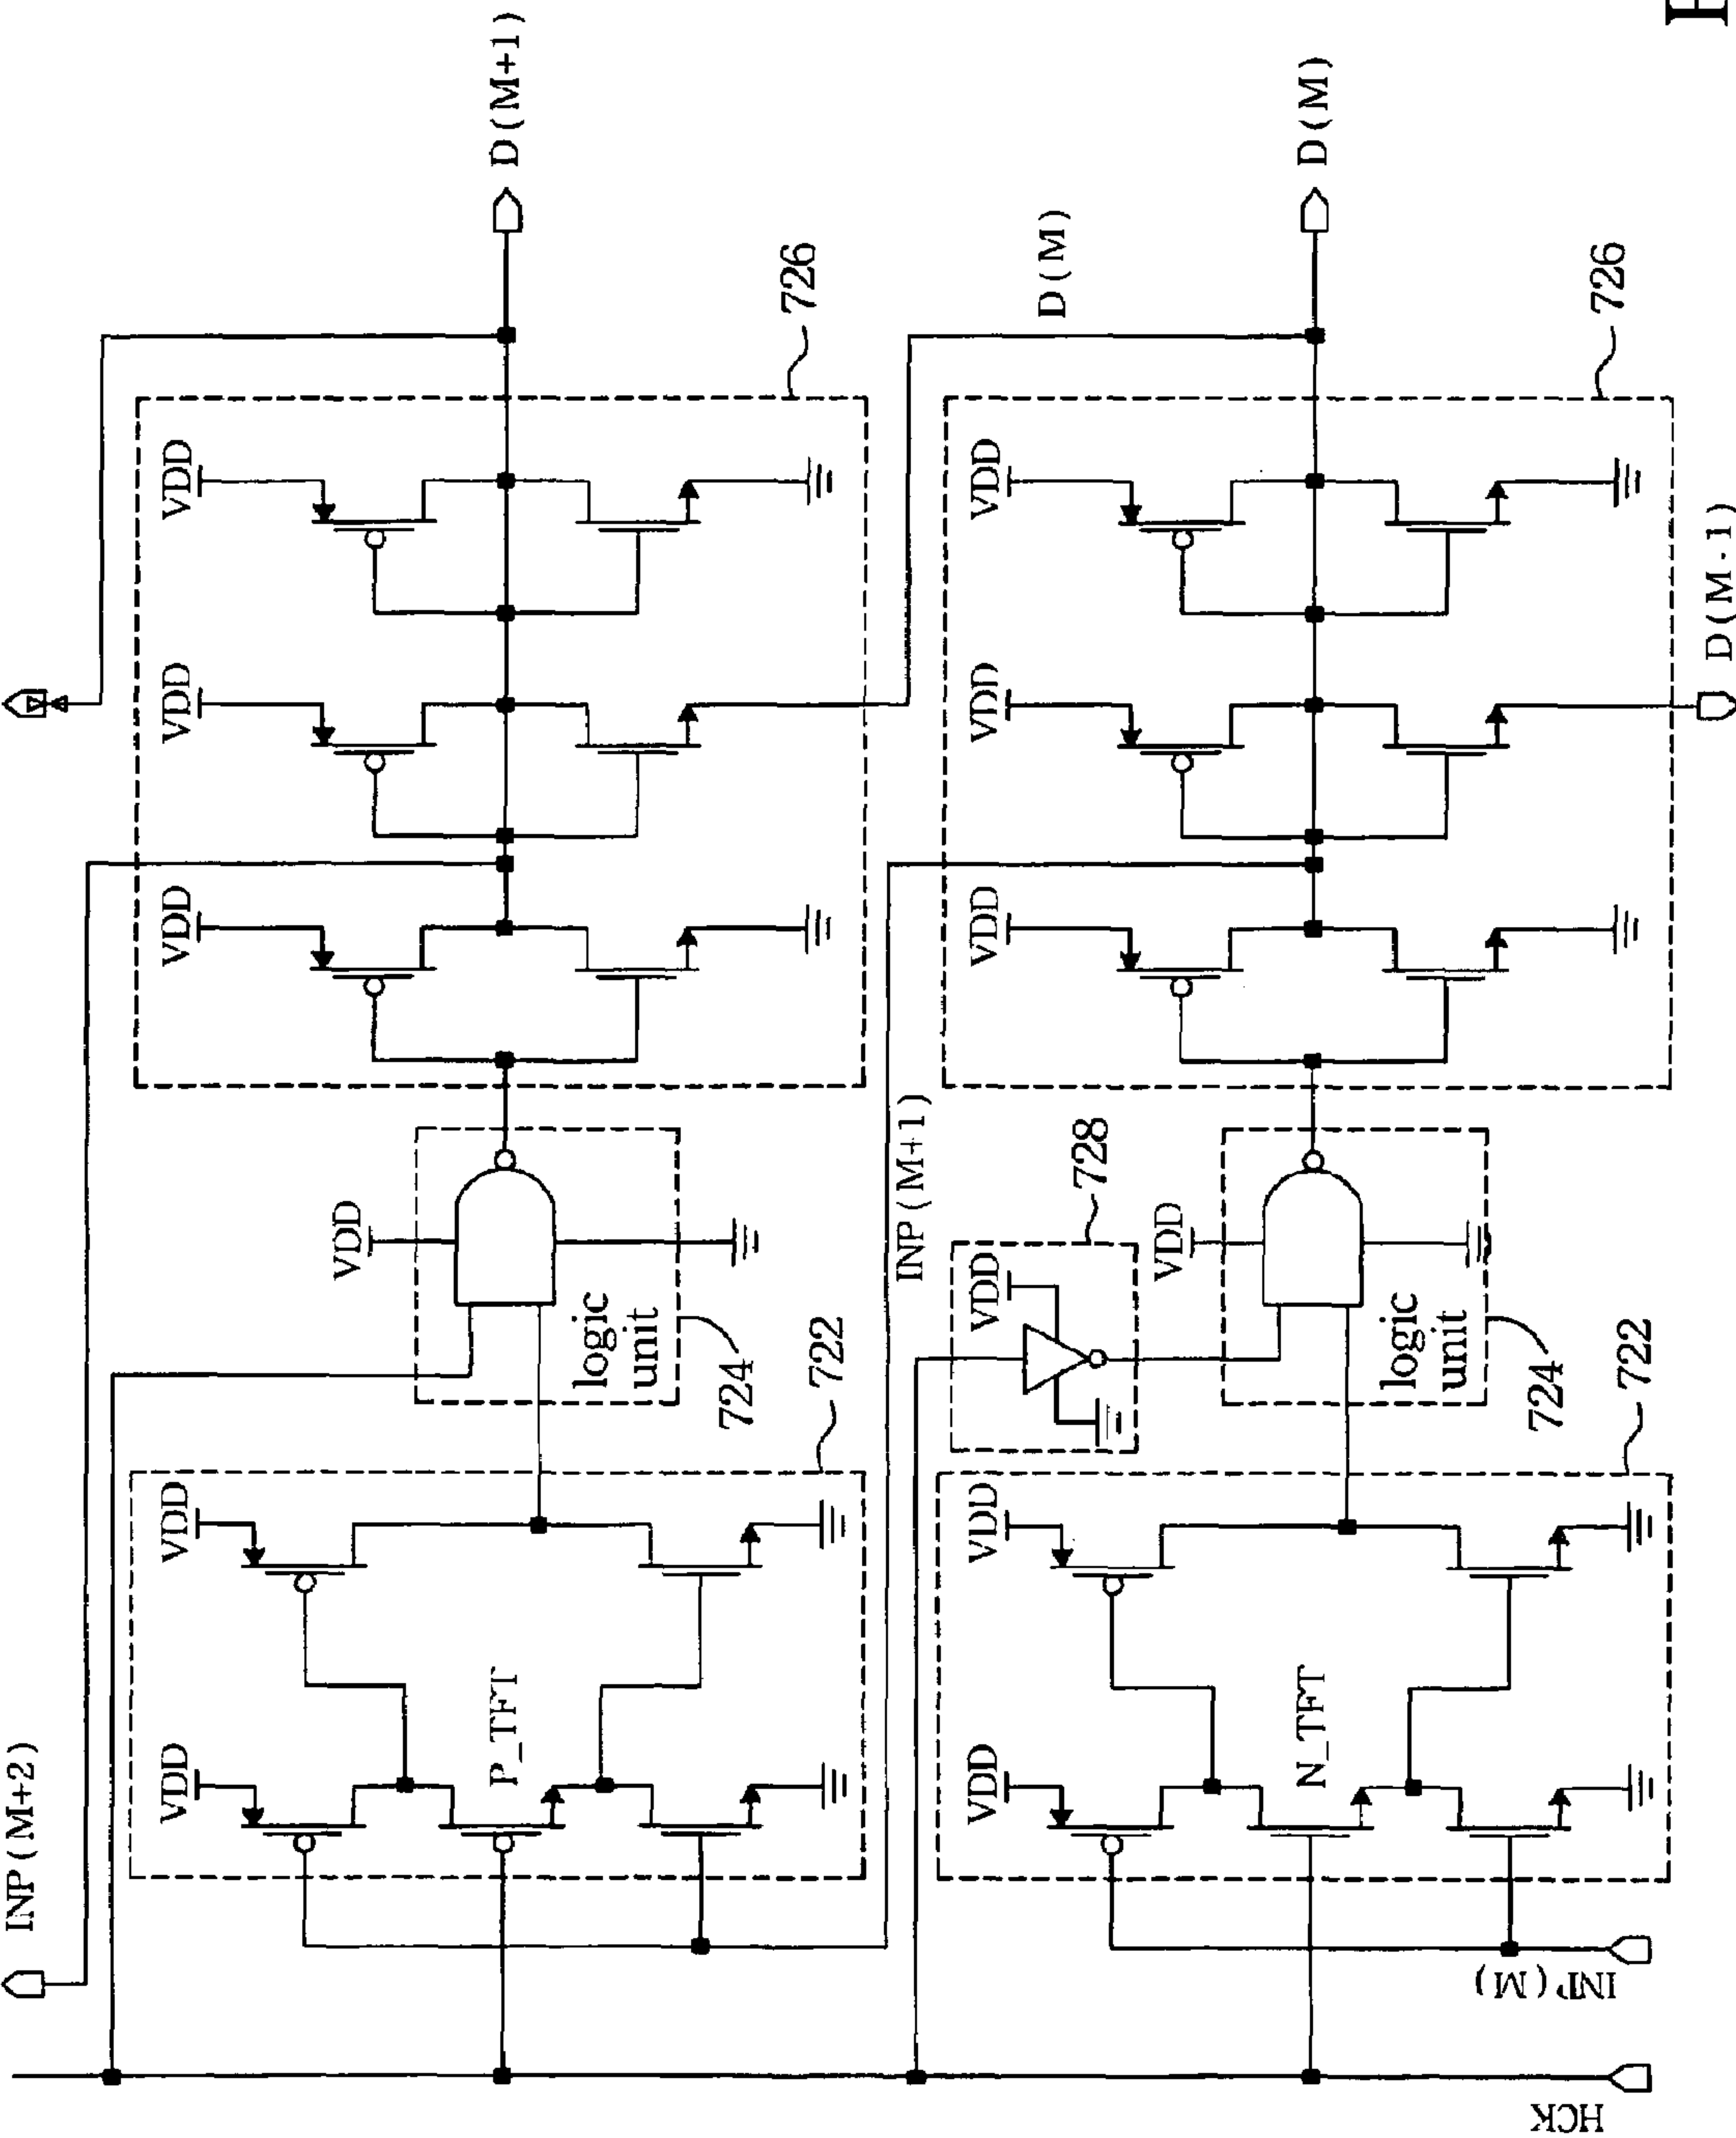 INP(M+2)
HCK
INP(M)
VDD
VDD
P_TFT
722
VDD
logic
unit
724
VDD
VDD
VDD
726
D(M+1)
INP(M+1)
VDD
VDD
N_TFT
722
VDD
728
VDD
logic
unit
724
VDD
VDD
VDD
726
D(M)
D(M)
D(M-1)